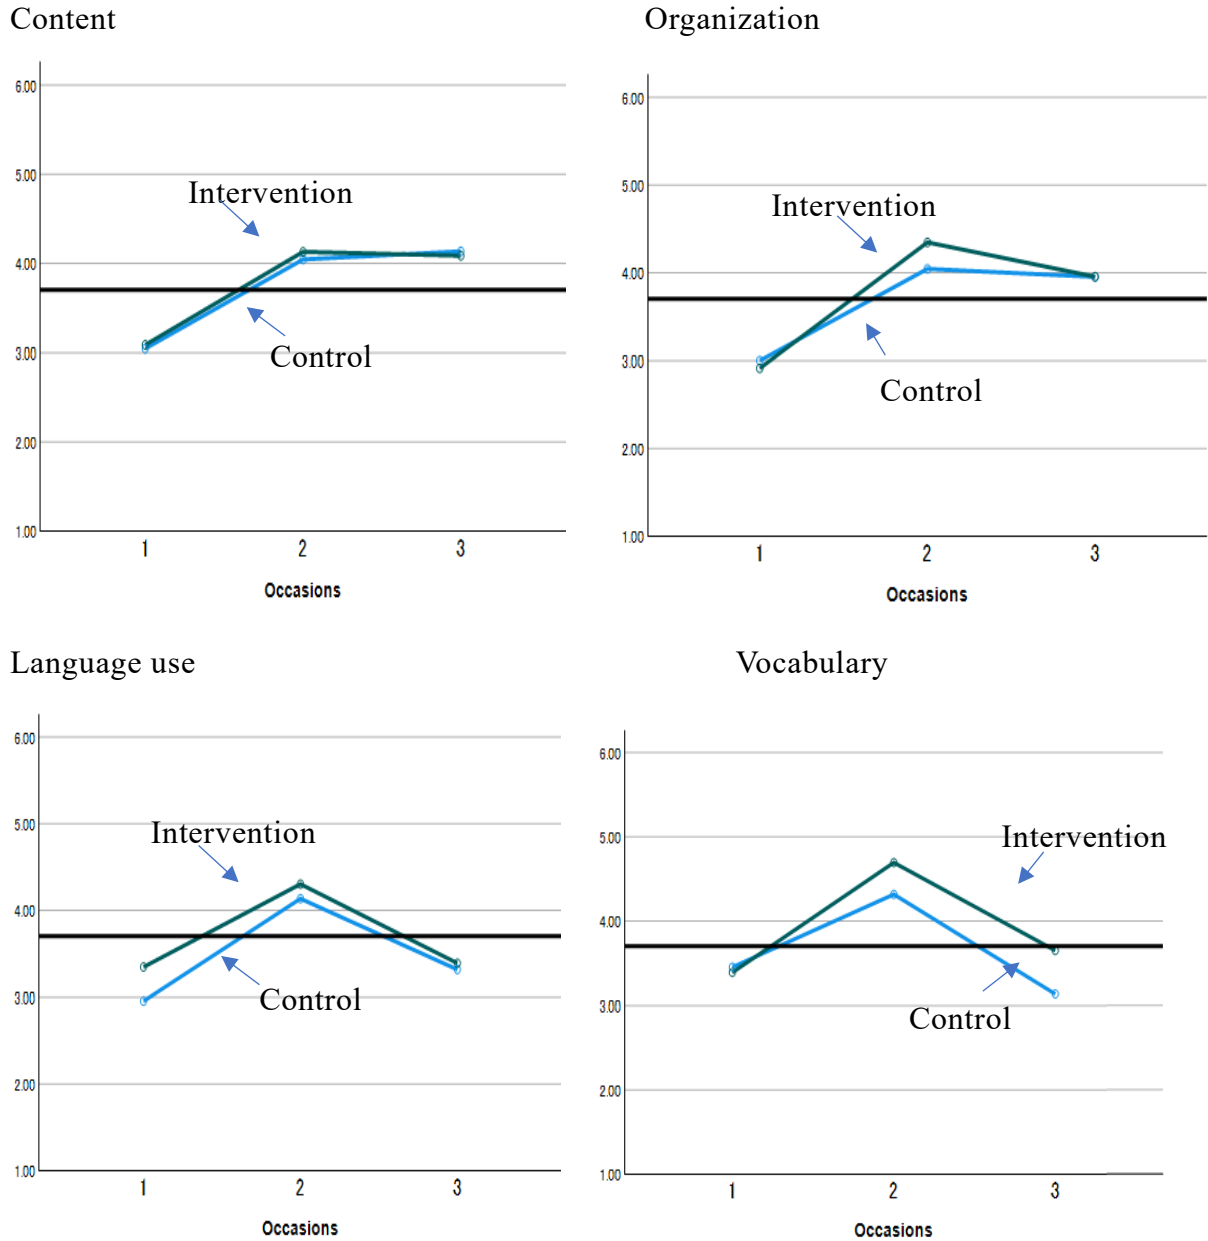 Content
6.00
5.00
Intervention
4.00
3.00
Control
2.00
1.00
1 2 3
Occasions
Organization
6.00
5.00
Intervention
4.00
3.00
Control
2.00
1.00
1 2 3
Occasions
Language use
6.00
5.00
Intervention
4.00
3.00
Control
2.00
1.00
1 2 3
Occasions
Vocabulary
6.00
5.00
Intervention
4.00
3.00
Control
2.00
1.00
1 2 3
Occasions